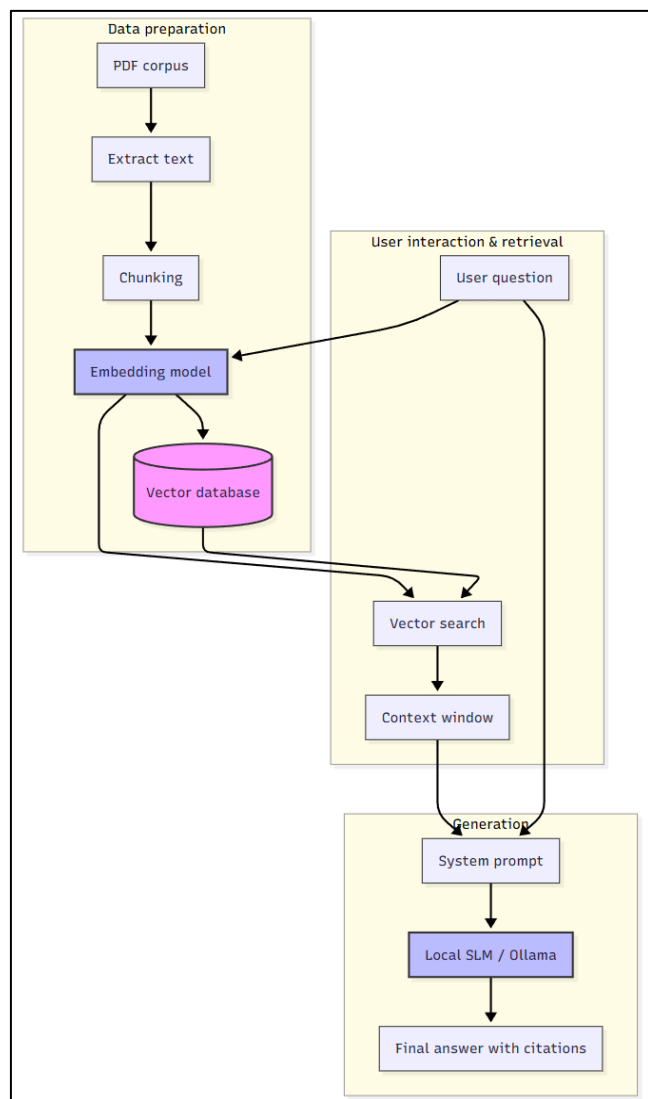 Data preparation
PDF corpus
Extract text
Chunking
Embedding model
Vector database
User interaction & retrieval
User question
Vector search
Context window
Generation
System prompt
Local SLM / Ollama
Final answer with citations